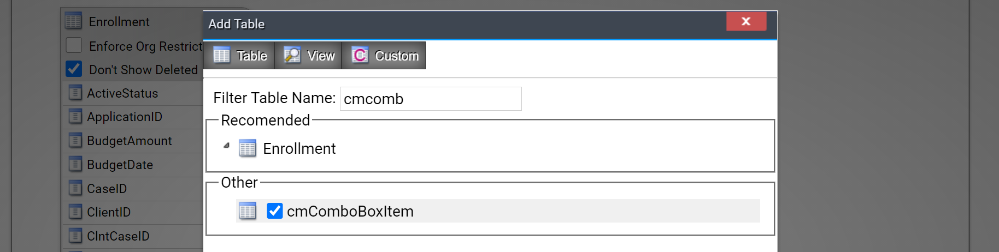 Enrollment
Enforce Org Restrict
Don't Show Deleted
ActiveStatus
ApplicationID
BudgetAmount
BudgetDate
CaseID
ClientID
ClntCaseID
Add Table
x
Table View Custom
Filter Table Name: cmcomb
Recomended
Enrollment
Other
cmComboBoxItem